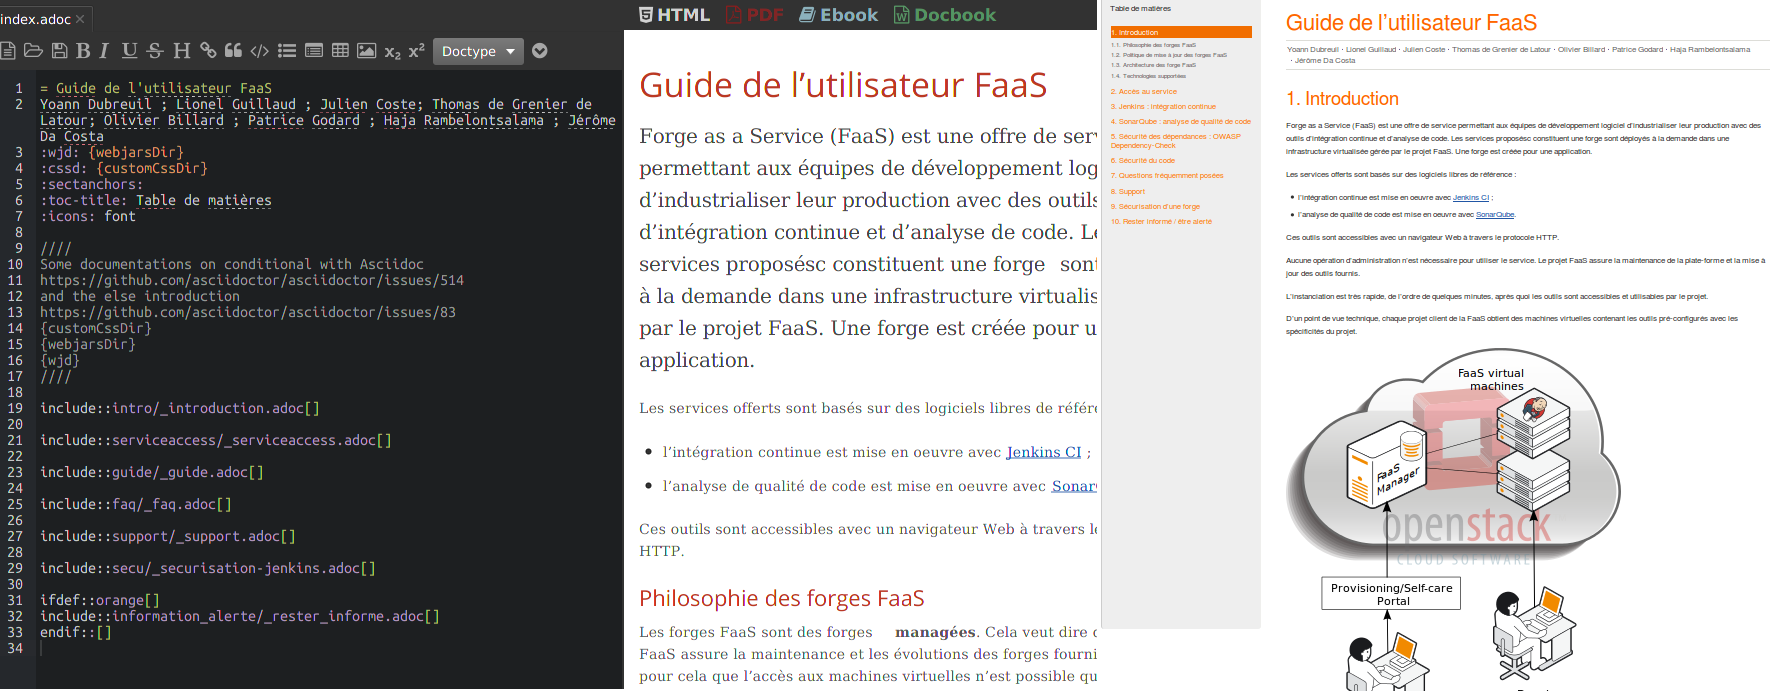 index.adoc ×
B I U S H </> x₂ x² Doctype
1 = Guide de l'utilisateur FaaS
2 Yoann Dubreuil ; Lionel Guillaud ; Julien Coste; Thomas de Grenier de
Latour; Olivier Billard ; Patrice Godard ; Haja Rambelontsalama ; Jérôme
Da Costa
3 :wjd: {webjarsDir}
4 :cssd: {customCssDir}
5 :sectanchors:
6 :toc-title: Table de matières
7 :icons: font
8
9 ////
10 Some documentations on conditional with Asciidoc
11 https://github.com/asciidoctor/asciidoctor/issues/514
12 and the else introduction
13 https://github.com/asciidoctor/asciidoctor/issues/83
14 {customCssDir}
15 {webjarsDir}
16 {wjd}
17 ////
18
19 include::intro/_introduction.adoc[]
20
21 include::serviceaccess/_serviceaccess.adoc[]
22
23 include::guide/_guide.adoc[]
24
25 include::faq/_faq.adoc[]
26
27 include::support/_support.adoc[]
28
29 include::secu/_securisation-jenkins.adoc[]
30
31 ifdef::orange[]
32 include::information_alerte/_rester_informe.adoc[]
33 endif::[]
34
HTML PDF Ebook Docbook
Guide de l’utilisateur FaaS
Forge as a Service (FaaS) est une offre de ser
permettant aux équipes de développement log
d’industrialiser leur production avec des outils
d’intégration continue et d’analyse de code. Le
services proposésc constituent une forge sont
à la demande dans une infrastructure virtualis
par le projet FaaS. Une forge est créée pour u
application.
Les services offerts sont basés sur des logiciels libres de référe
• l’intégration continue est mise en oeuvre avec Jenkins CI ;
• l’analyse de qualité de code est mise en oeuvre avec Sonar
Ces outils sont accessibles avec un navigateur Web à travers le
HTTP.
Philosophie des forges FaaS
Les forges FaaS sont des forges managées. Cela veut dire
FaaS assure la maintenance et les évolutions des forges fourni
pour cela que l’accès aux machines virtuelles n’est possible qu
Table de matières
1. Introduction
1.1. Philosophie des forges FaaS
1.2. Politique de mise à jour des forges FaaS
1.3. Architecture des forge FaaS
1.4. Technologies supportées
2. Accès au service
3. Jenkins : intégration continue
4. SonarQube : analyse de qualité de code
5. Sécurité des dépendances : OWASP
Dependency-Check
6. Sécurité du code
7. Questions fréquemment posées
8. Support
9. Sécurisation d’une forge
10. Rester informé / être alerté
Guide de l’utilisateur FaaS
Yoann Dubreuil · Lionel Guillaud · Julien Coste · Thomas de Grenier de Latour · Olivier Billard · Patrice Godard · Haja Rambelontsalama
· Jérôme Da Costa
1. Introduction
Forge as a Service (FaaS) est une offre de service permettant aux équipes de développement logiciel d’industrialiser leur production avec des
outils d’intégration continue et d’analyse de code. Les services proposésc constituent une forge sont déployés à la demande dans une
infrastructure virtualisée gérée par le projet FaaS. Une forge est créée pour une application.
Les services offerts sont basés sur des logiciels libres de référence :
• l’intégration continue est mise en oeuvre avec Jenkins CI ;
• l’analyse de qualité de code est mise en oeuvre avec SonarQube.
Ces outils sont accessibles avec un navigateur Web à travers le protocole HTTP.
Aucune opération d’administration n’est nécessaire pour utiliser le service. Le projet FaaS assure la maintenance de la plate-forme et la mise à
jour des outils fournis.
L’instanciation est très rapide, de l’ordre de quelques minutes, après quoi les outils sont accessibles et utilisables par le projet.
D’un point de vue technique, chaque projet client de la FaaS obtient des machines virtuelles contenant les outils pré-configurés avec les
spécificités du projet.
FaaS virtual
machines
FaaS
Manager
openstack
CLOUD SOFTWARE
Provisioning/Self-care
Portal